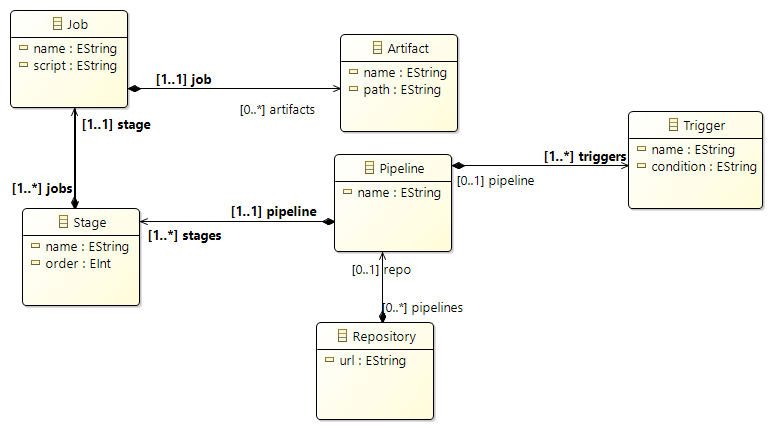 Job
name : EString
script : EString
[1..1] job
[0..*] artifacts
Artifact
name : EString
path : EString
[1..1] stage
[1..*] jobs
Stage
name : EString
order : EInt
[1..1] pipeline
[1..*] stages
Pipeline
name : EString
[1..*] triggers
[0..1] pipeline
Trigger
name : EString
condition : EString
[0..1] repo
[0..*] pipelines
Repository
url : EString